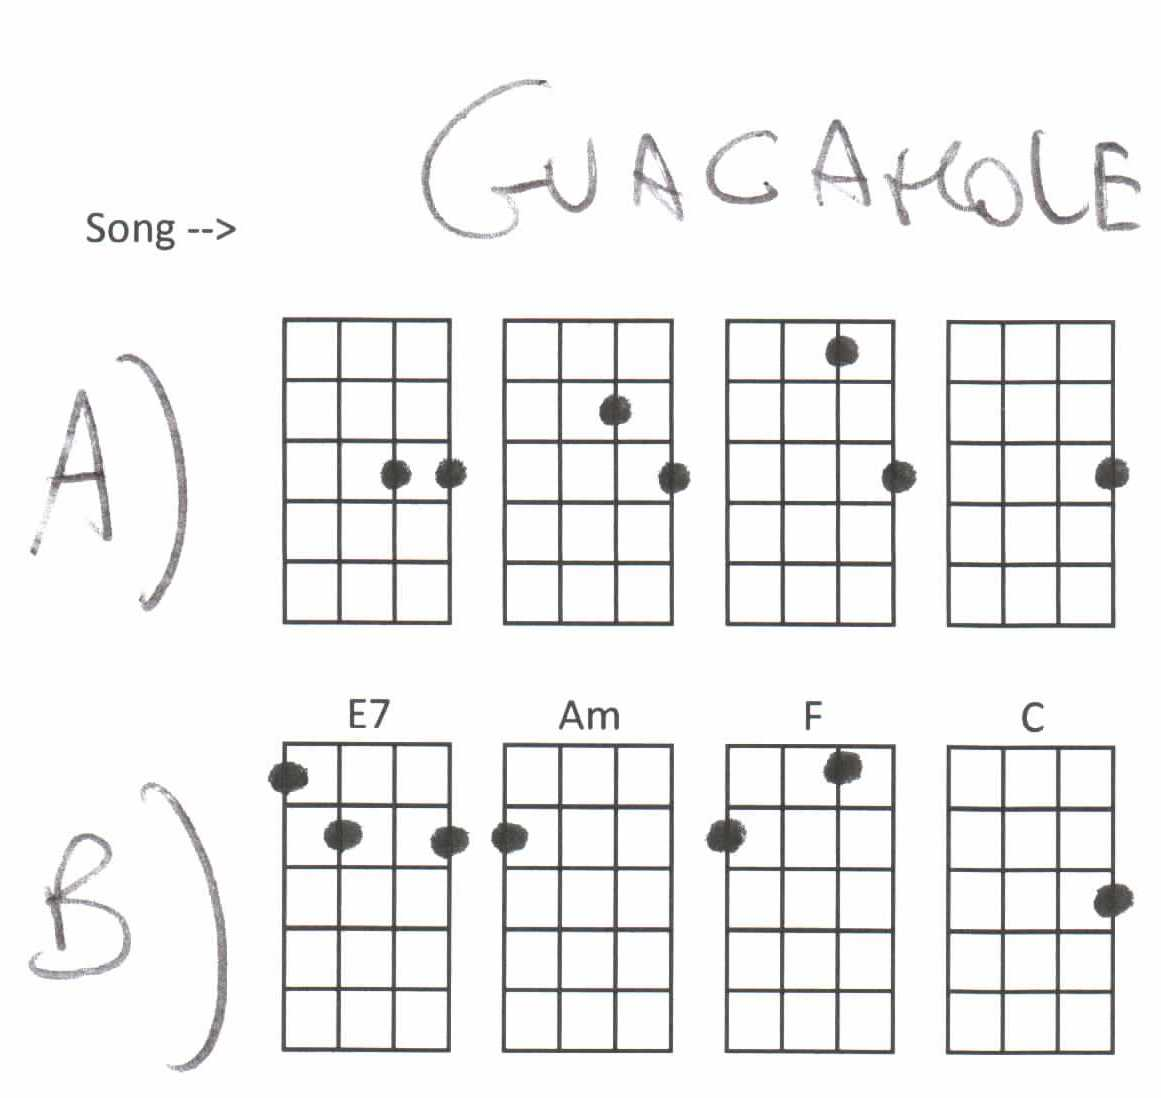 GUACAMOLE
Song -->
A)
E7 Am F C
B)